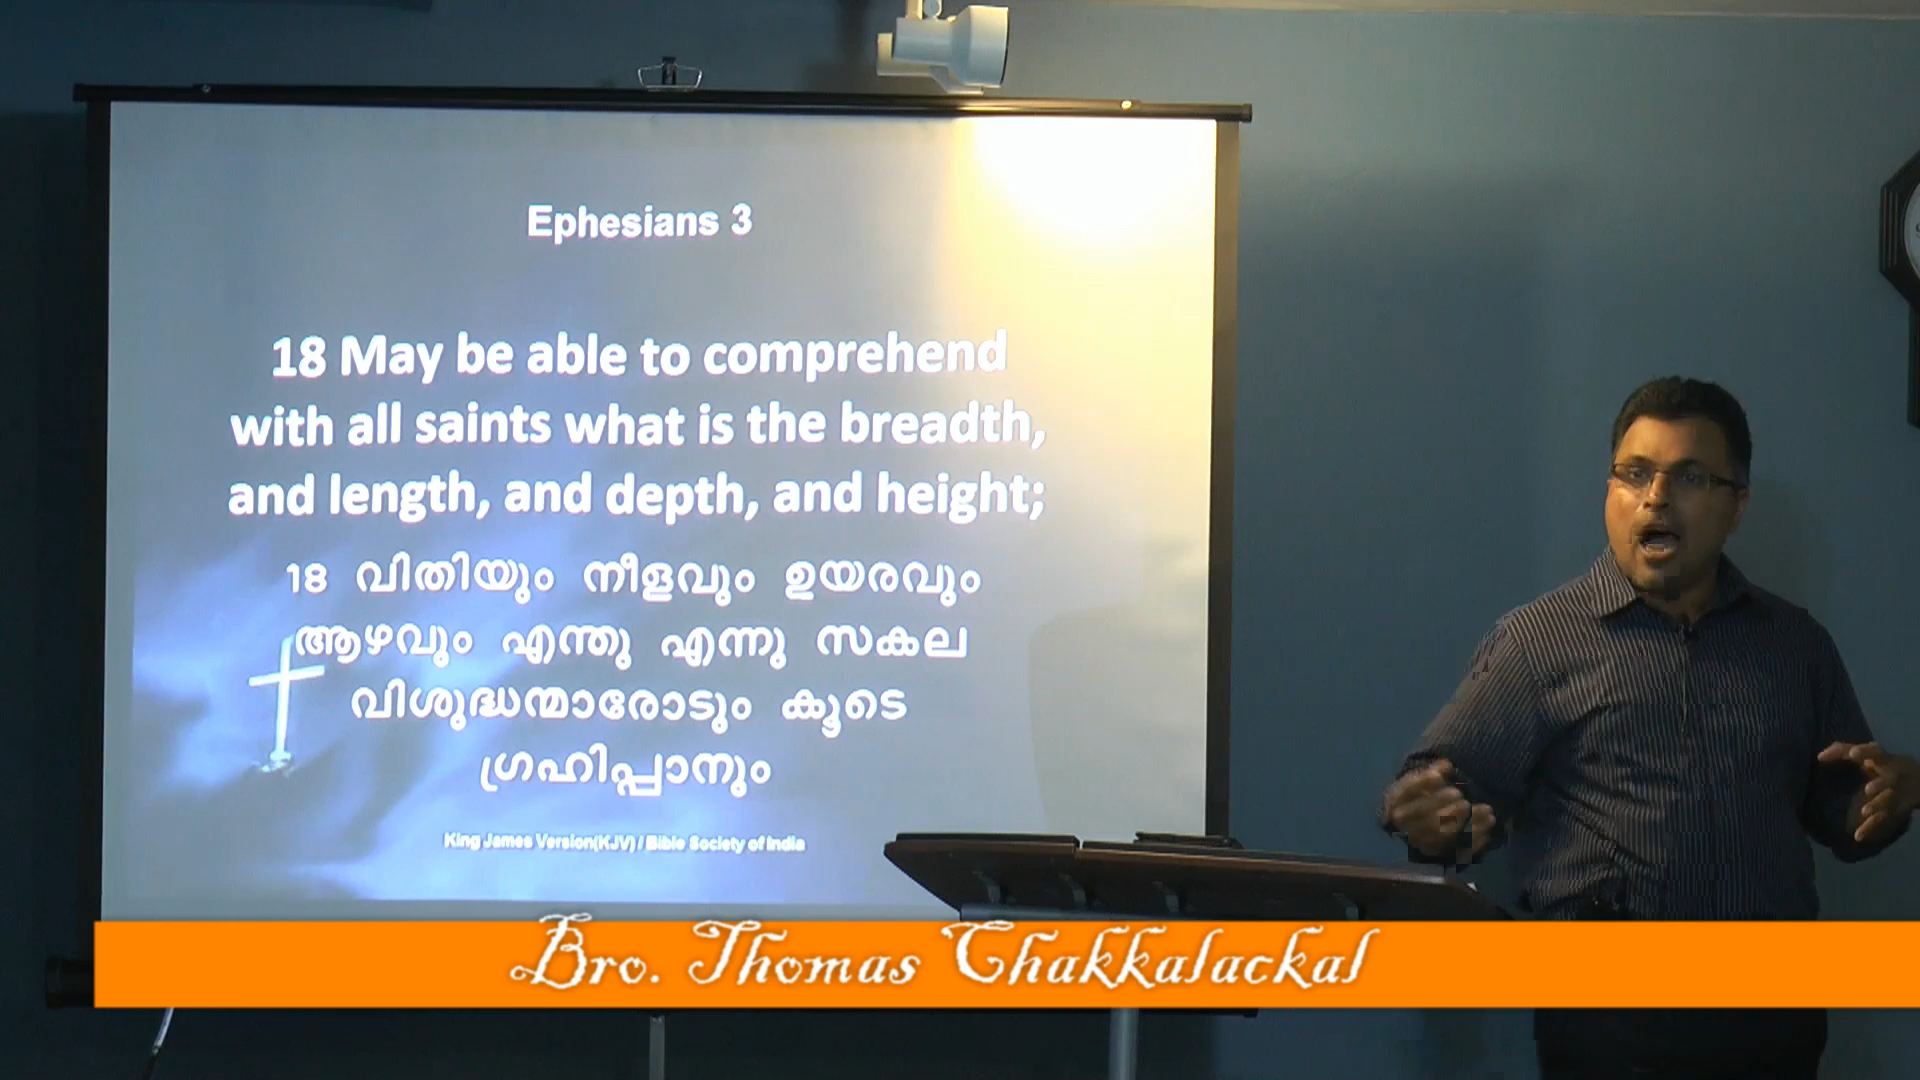 Ephesians 3
18 May be able to comprehend
with all saints what is the breadth,
and length, and depth, and height;
18 വിതിയും നീളവും ഉയരവും
ആഴവും എന്തു എന്നു സകല
വിശുദ്ധന്മാരോടും കൂടെ
ഗ്രഹിപ്പാനും
King James Version(KJV) / Bible Society of India
Bro. Thomas Chakkalackal